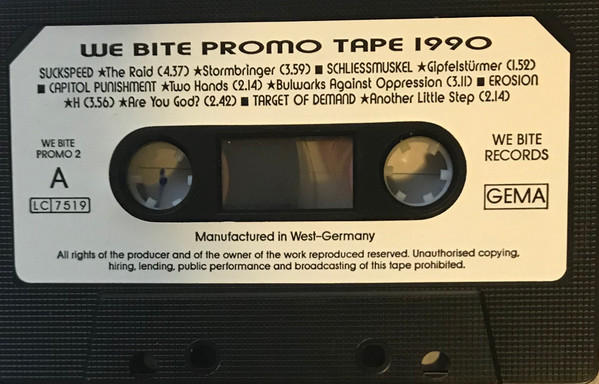 WE BITE PROMO TAPE 1990
SUCKSPEED ★The Raid (4.37) ★Stormbringer (3.59) ■ SCHLIESSMUSKEL ★Gipfelstürmer (1.52)
■ CAPITOL PUNISHMENT ★Two Hands (2.14) ★Bulworks Against Oppression (3.11) ■ EROSION
★H (3.56) ★Are You God? (2.42) ■ TARGET OF DEMAND ★Another Little Step (2.14)
WE BITE
PROMO 2
A
LC 7519
WE BITE
RECORDS
GEMA
Manufactured in West-Germany
All rights of the producer and of the owner of the work reproduced reserved. Unauthorised copying,
hiring, lending, public performance and broadcasting of this tape prohibited.